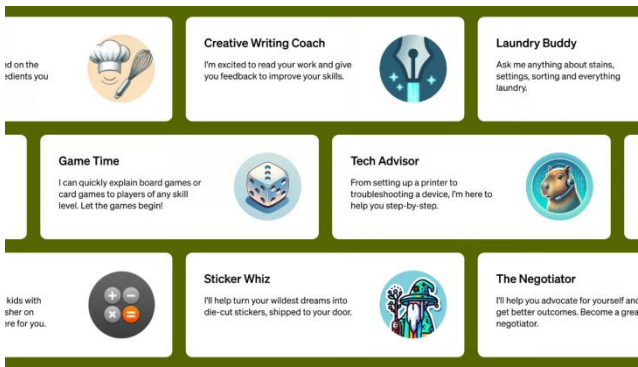 ed on the
edients you
Creative Writing Coach
I'm excited to read your work and give
you feedback to improve your skills.
Laundry Buddy
Ask me anything about stains,
settings, sorting and everything
laundry.
Game Time
I can quickly explain board games or
card games to players of any skill
level. Let the games begin!
Tech Advisor
From setting up a printer to
troubleshooting a device, I'm here to
help you step-by-step.
kids with
sher on
ere for you.
Sticker Whiz
I'll help turn your wildest dreams into
die-cut stickers, shipped to your door.
The Negotiator
I'll help you advocate for yourself and
get better outcomes. Become a grea
negotiator.